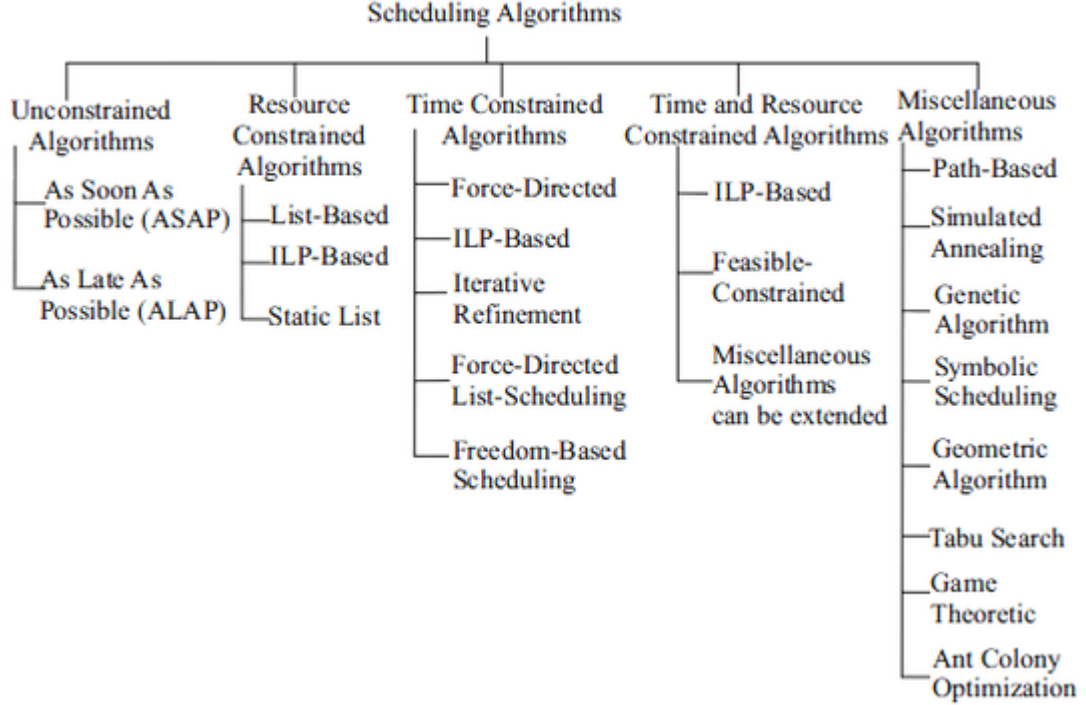 Scheduling Algorithms
Unconstrained
Algorithms
As Soon As
Possible (ASAP)
As Late As
Possible (ALAP)
Resource
Constrained
Algorithms
List-Based
ILP-Based
Static List
Time Constrained
Algorithms
Force-Directed
ILP-Based
Iterative
Refinement
Force-Directed
List-Scheduling
Freedom-Based
Scheduling
Time and Resource
Constrained Algorithms
ILP-Based
Feasible-
Constrained
Miscellaneous
Algorithms
can be extended
Miscellaneous
Algorithms
Path-Based
Simulated
Annealing
Genetic
Algorithm
Symbolic
Scheduling
Geometric
Algorithm
Tabu Search
Game
Theoretic
Ant Colony
Optimization